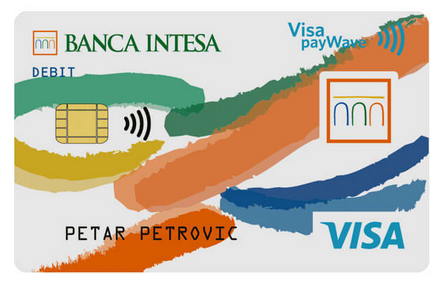 BANCA INTESA
Visa
payWave
DEBIT
PETAR PETROVIC
VISA